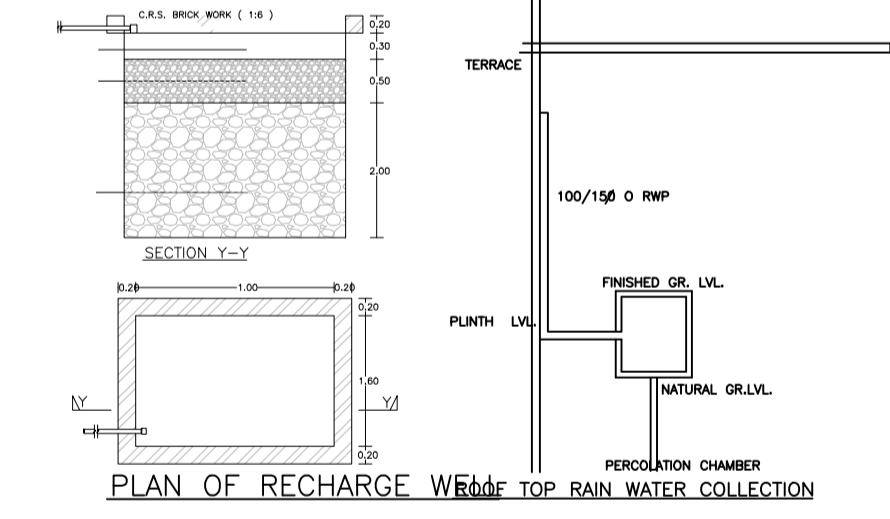 C.R.S. BRICK WORK ( 1:6 )
0.20
0.30
0.50
2.00
SECTION Y-Y
0.20
1.00
0.20
0.20
1.60
Y
Y
0.20
PLAN OF RECHARGE WELL
TERRACE
100/150 O RWP
FINISHED GR. LVL.
PLINTH LVL.
NATURAL GR.LVL.
PERCOLATION CHAMBER
ROOF TOP RAIN WATER COLLECTION